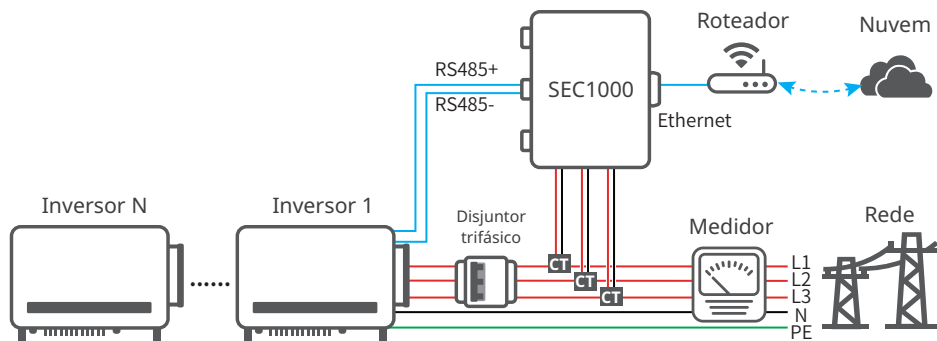 Roteador
Nuvem
RS485+
RS485-
SEC1000
Ethernet
Inversor N
Inversor 1
Disjuntor
trifásico
Medidor
Rede
CT
CT
CT
L1
L2
L3
N
PE